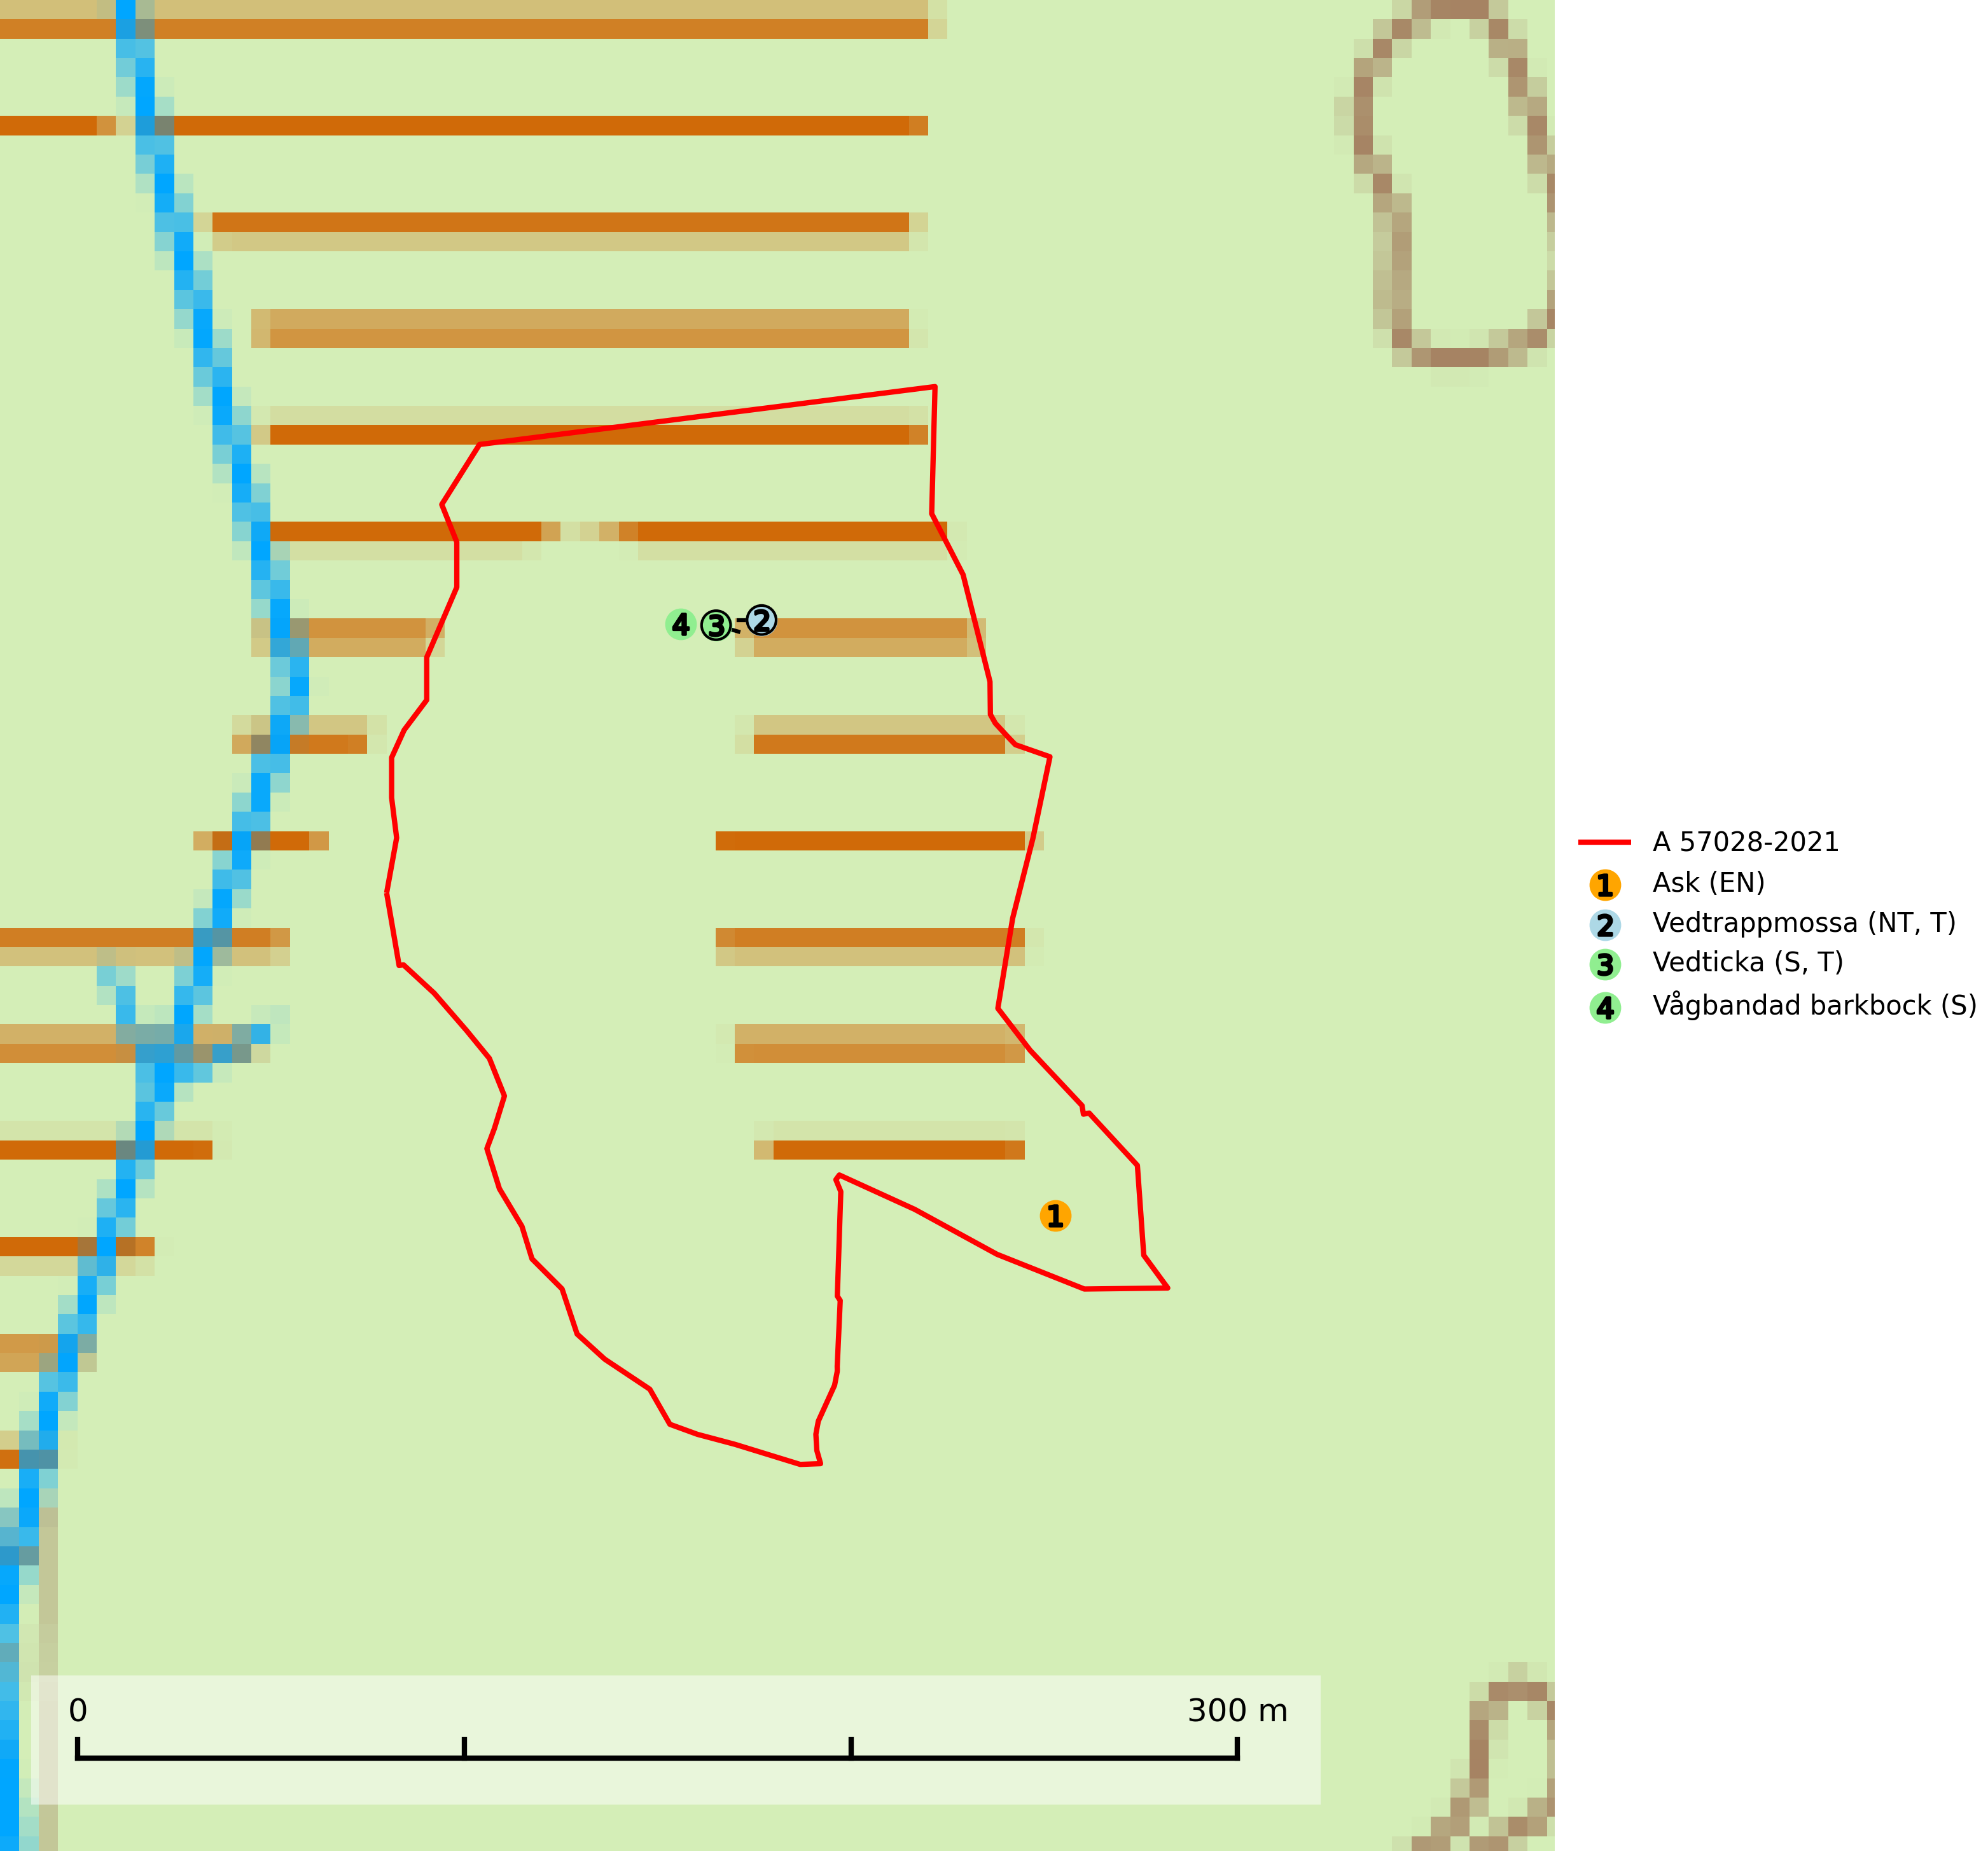 4 3 2
A 57028-2021
1 Ask (EN)
2 Vedtrappmossa (NT, T)
3 Vedticka (S, T)
4 Vågbandad barkbock (S)
1
0 300 m